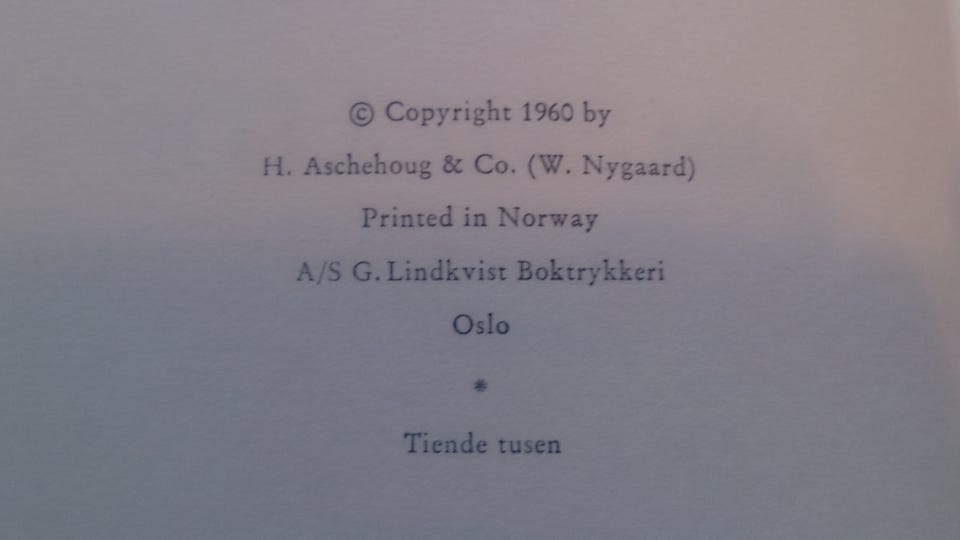 © Copyright 1960 by
H. Aschehoug & Co. (W. Nygaard)
Printed in Norway
A/S G. Lindkvist Boktrykkeri
Oslo
*
Tiende tusen